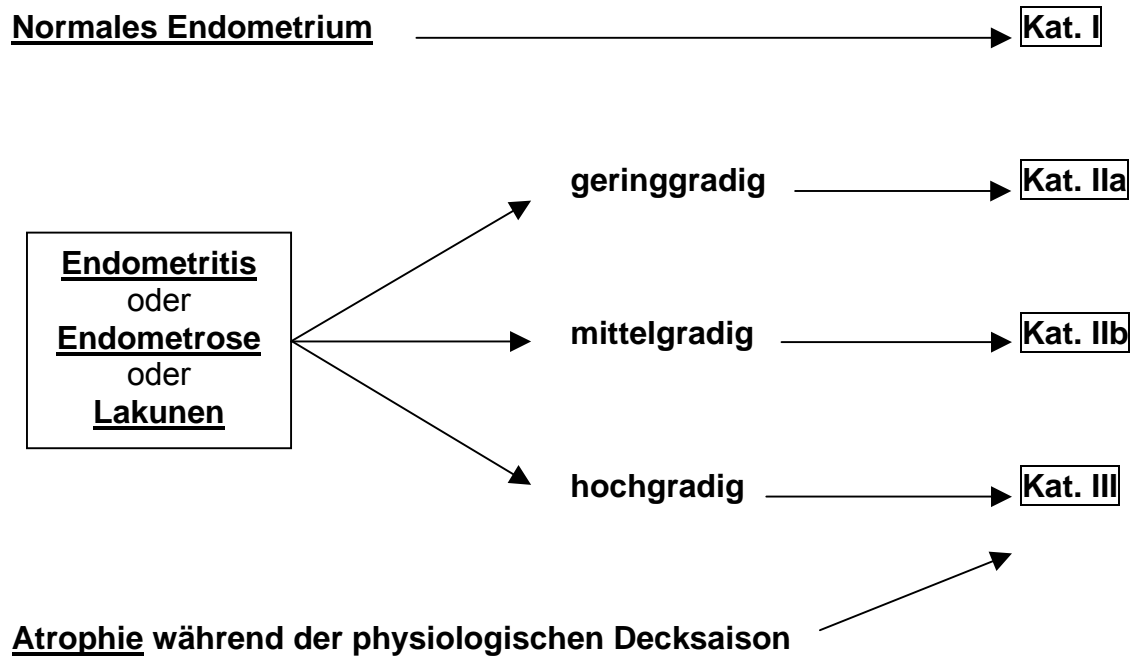 Normales Endometrium Kat. I
geringgradig Kat. IIa
Endometritis
oder
Endometrose
oder
Lakunen
mittelgradig Kat. IIb
hochgradig Kat. III
Atrophie während der physiologischen Decksaison